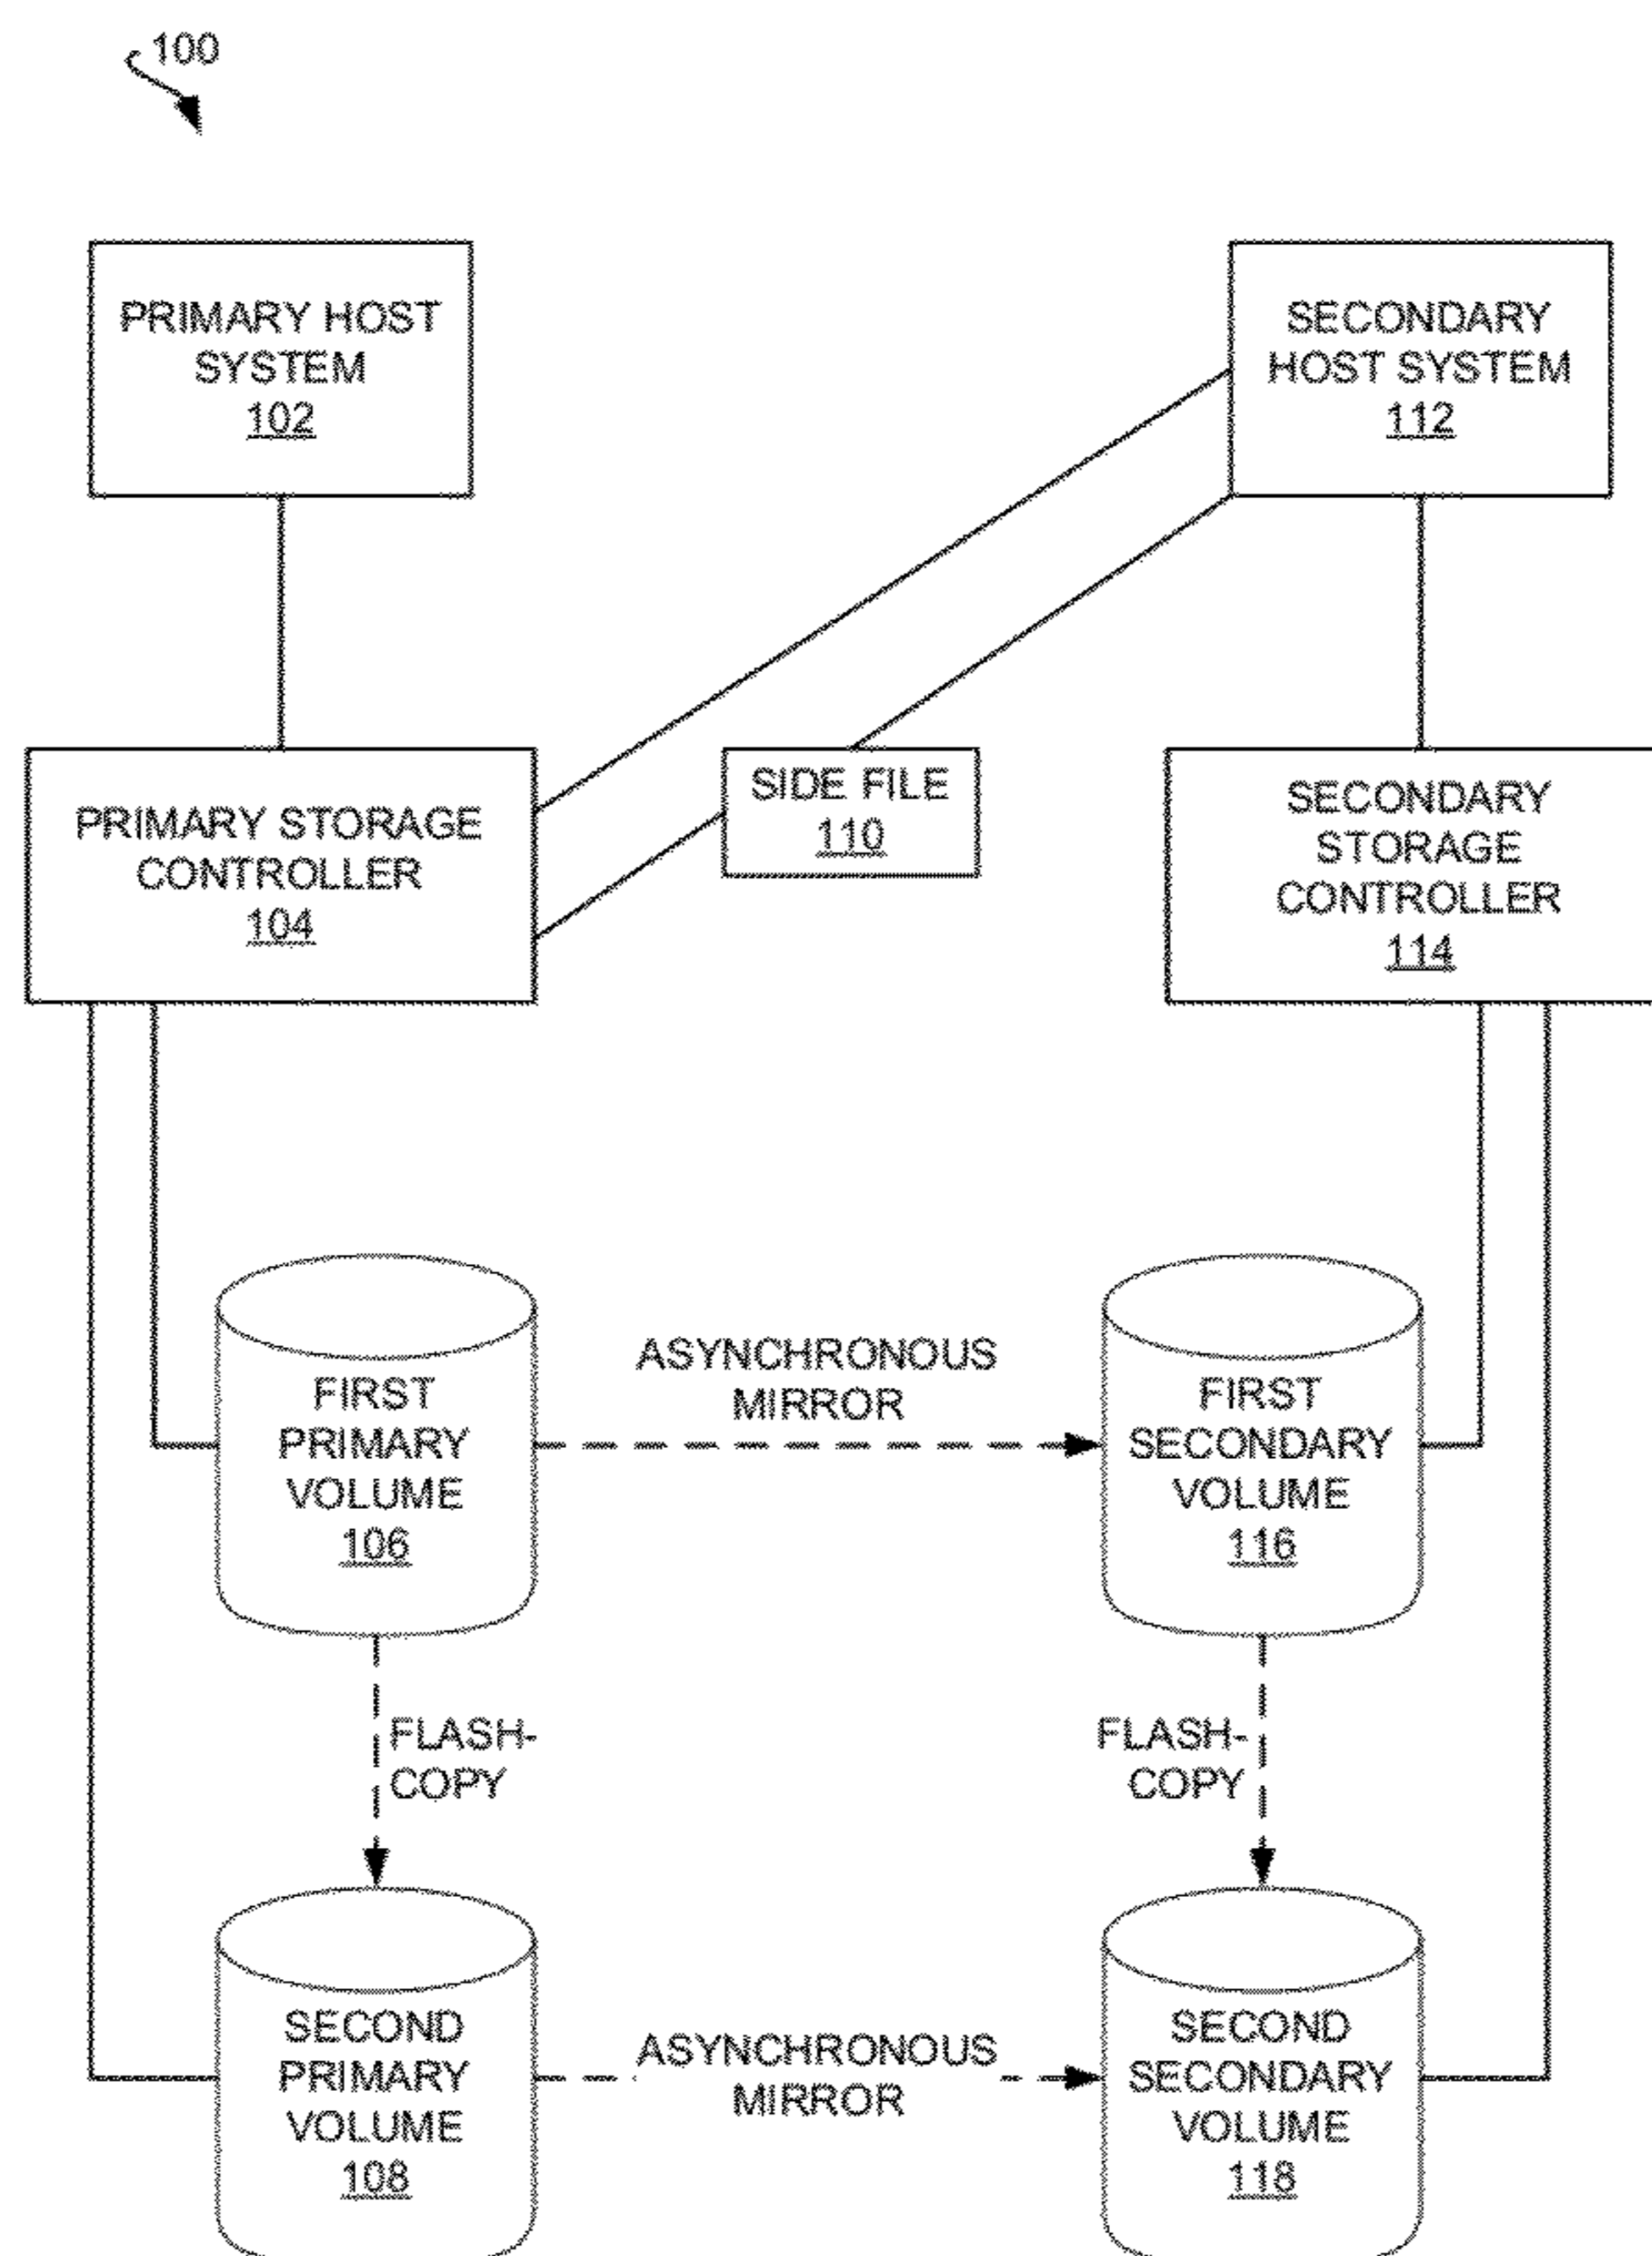 100
PRIMARY HOST
SYSTEM
102
SECONDARY
HOST SYSTEM
112
PRIMARY STORAGE
CONTROLLER
104
SIDE FILE
110
SECONDARY
STORAGE
CONTROLLER
114
FIRST
PRIMARY
VOLUME
106
ASYNCHRONOUS
MIRROR
FIRST
SECONDARY
VOLUME
116
FLASH-
COPY
FLASH-
COPY
SECOND
PRIMARY
VOLUME
108
ASYNCHRONOUS
MIRROR
SECOND
SECONDARY
VOLUME
118